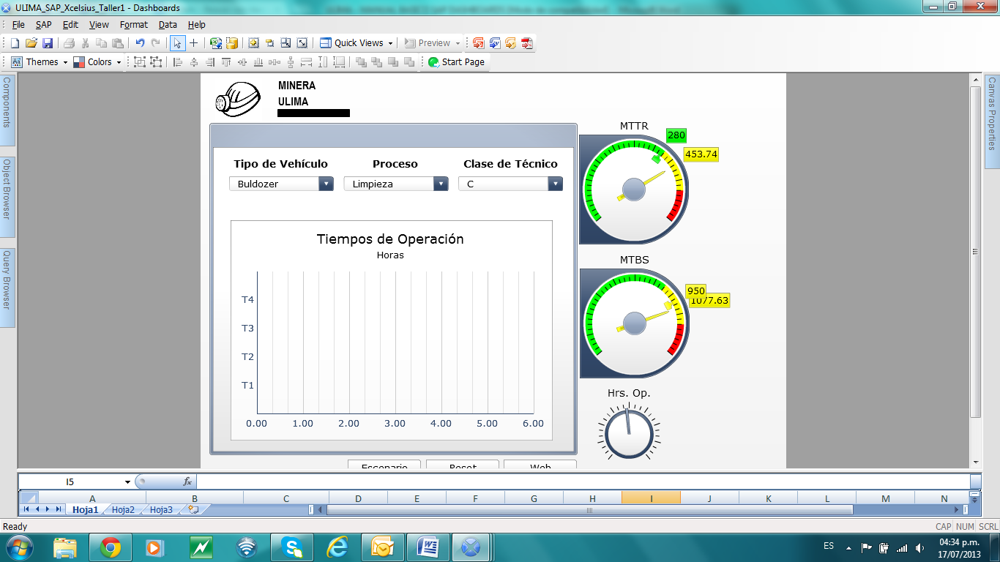 ULIMA_SAP_Xcelsius_Taller1 - Dashboards
File SAP Edit View Format Data Help
Quick Views Preview
Themes Colors Start Page
Components
Object Browser
Query Browser
Canvas Properties
MINERA
ULIMA
Tipo de Vehículo Proceso Clase de Técnico
Buldozer Limpieza C
Tiempos de Operación
Horas
T4
T3
T2
T1
0.00 1.00 2.00 3.00 4.00 5.00 6.00
MTTR
280
453.74
MTBS
950
1077.63
Hrs. Op.
Escenario Reset Web
I5 fx
A B C D E F G H I J K L M N
Hoja1 Hoja2 Hoja3
Ready CAP NUM SCRL
ES 04:34 p.m.
17/07/2013